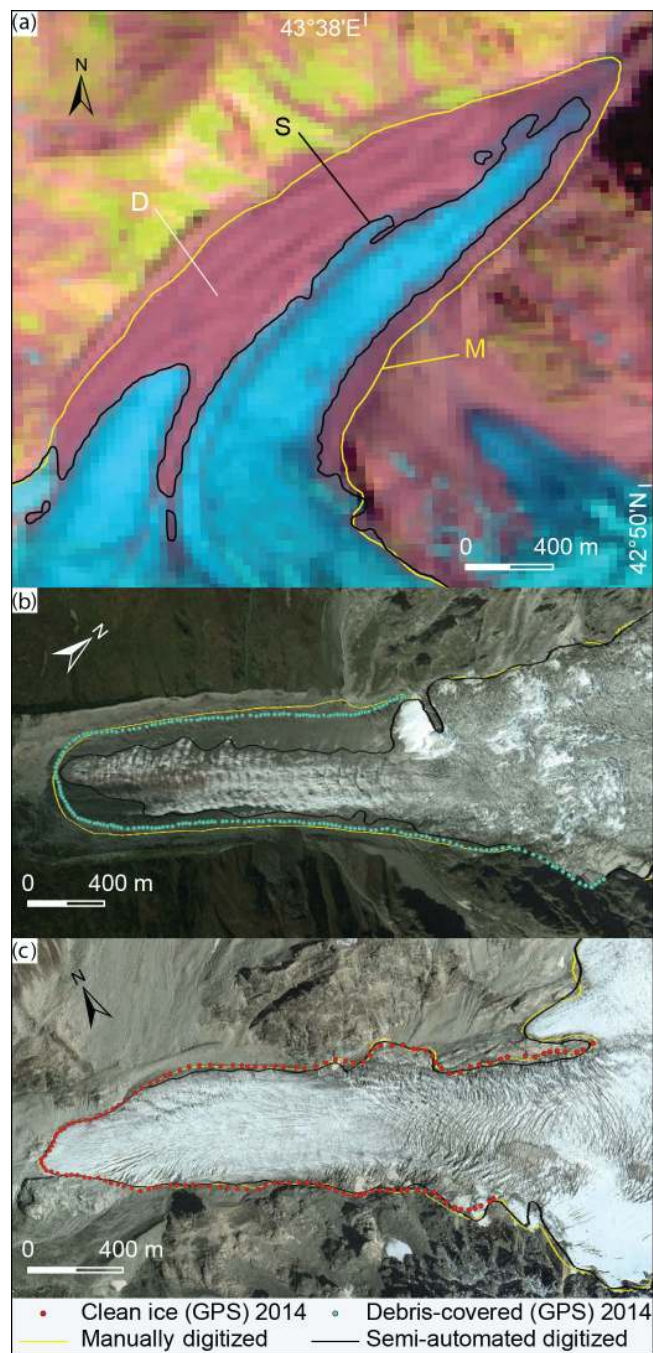 (a)
43°38'E
N
S
D
M
42°50'N
0 400 m
(b)
N
0 400 m
(c)
N
0 400 m
Clean ice (GPS) 2014 Debris-covered (GPS) 2014
Manually digitized Semi-automated digitized